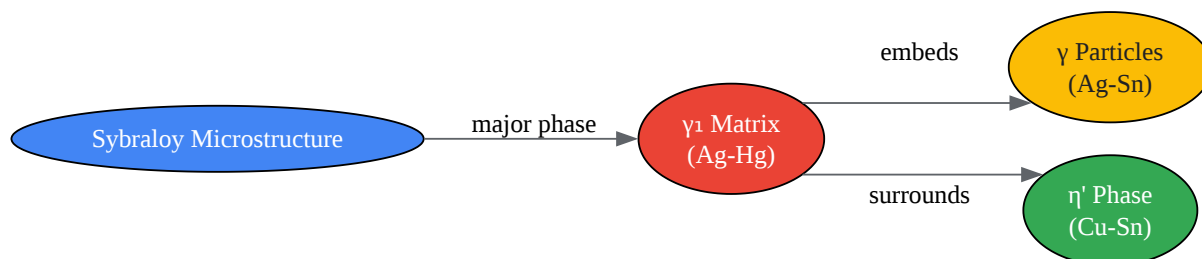 Sybraloy Microstructure
major phase
γ₁ Matrix
(Ag-Hg)
embeds
γ Particles
(Ag-Sn)
surrounds
η' Phase
(Cu-Sn)